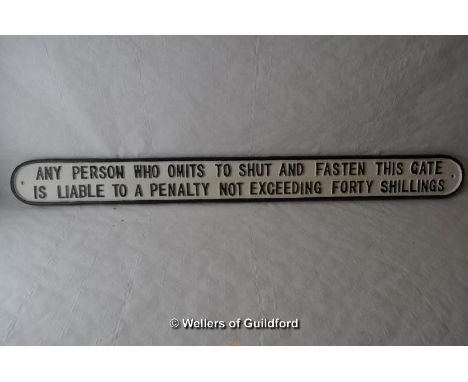 ANY PERSON WHO OMITS TO SHUT AND FASTEN THIS GATE
IS LIABLE TO A PENALTY NOT EXCEEDING FORTY SHILLINGS
©Wellers of Guildford